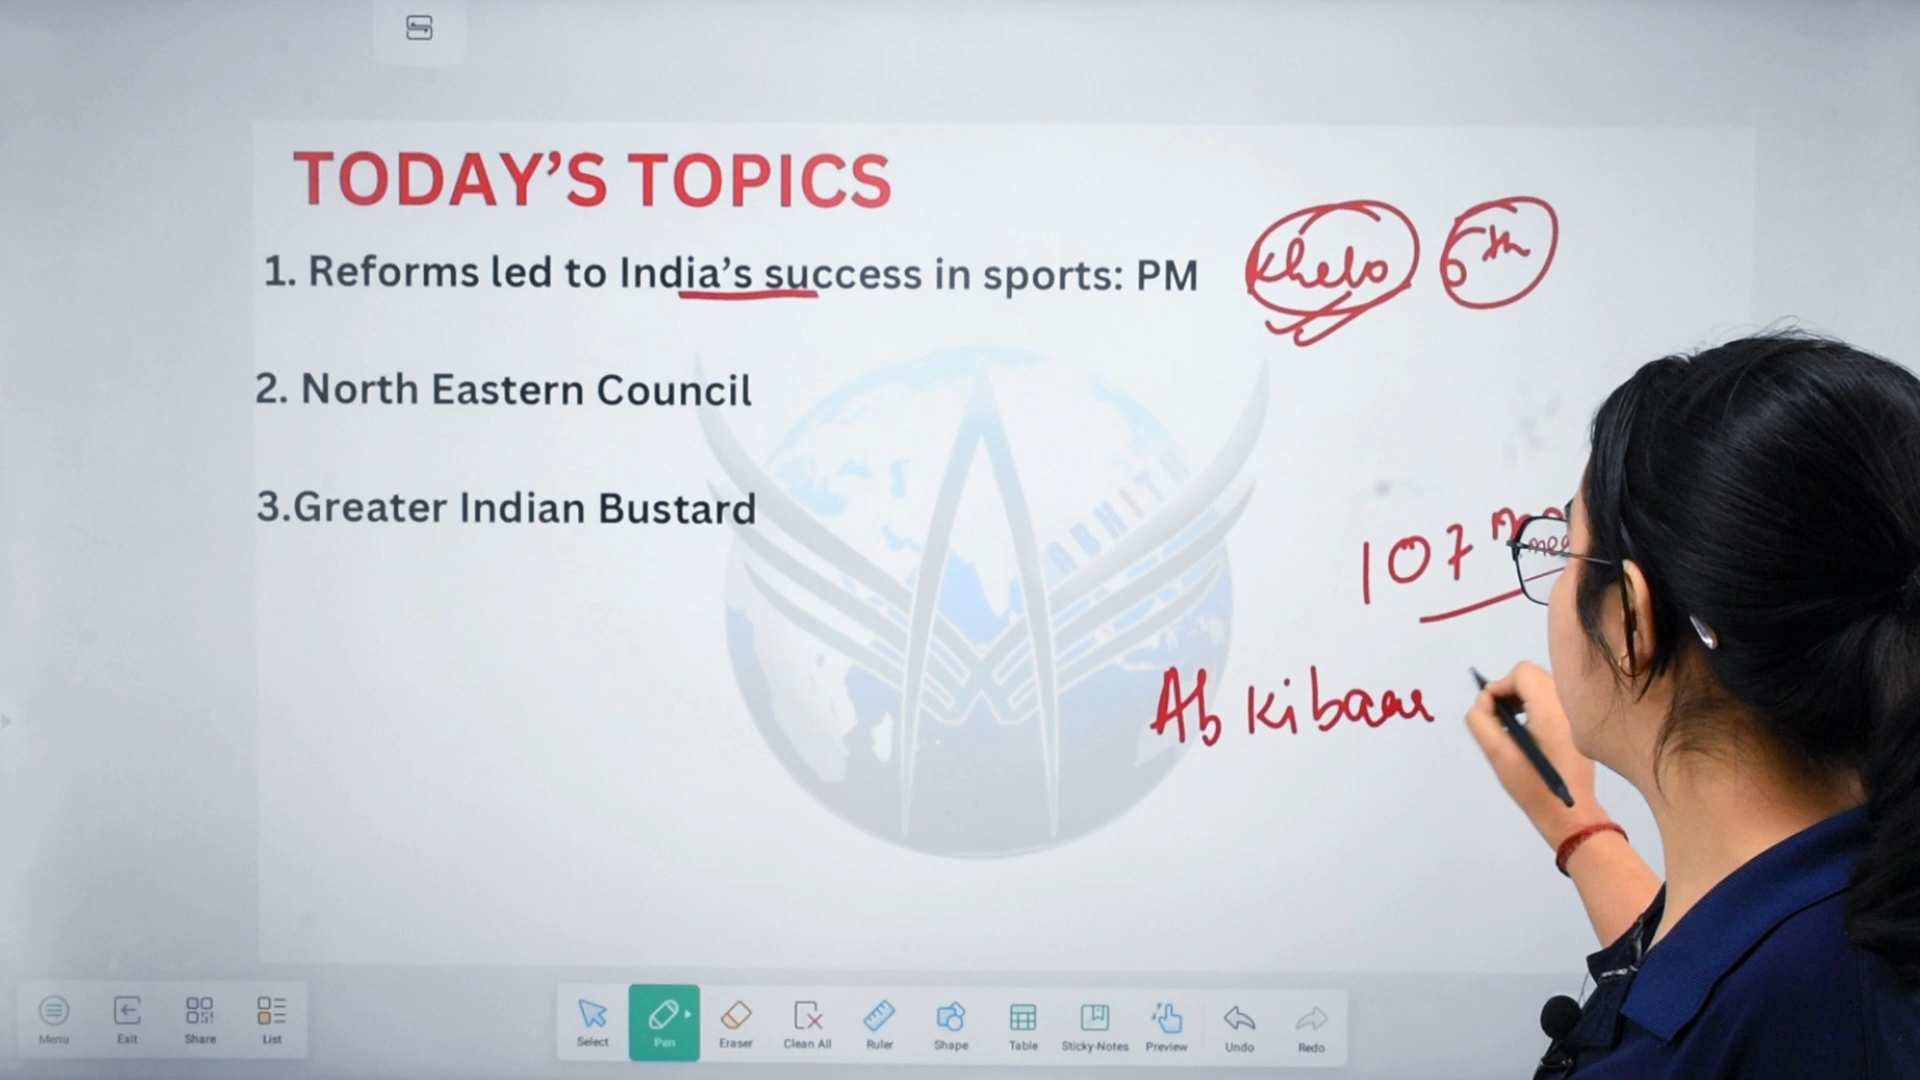 TODAY'S TOPICS
1. Reforms led to India's success in sports: PM
Khelo 6th
2. North Eastern Council
3.Greater Indian Bustard
ABHITA
107
Ab ki baar
Menu Exit Share List
Select Pen Eraser Clean All Ruler Shape Table Sticky-Notes Preview Undo Redo